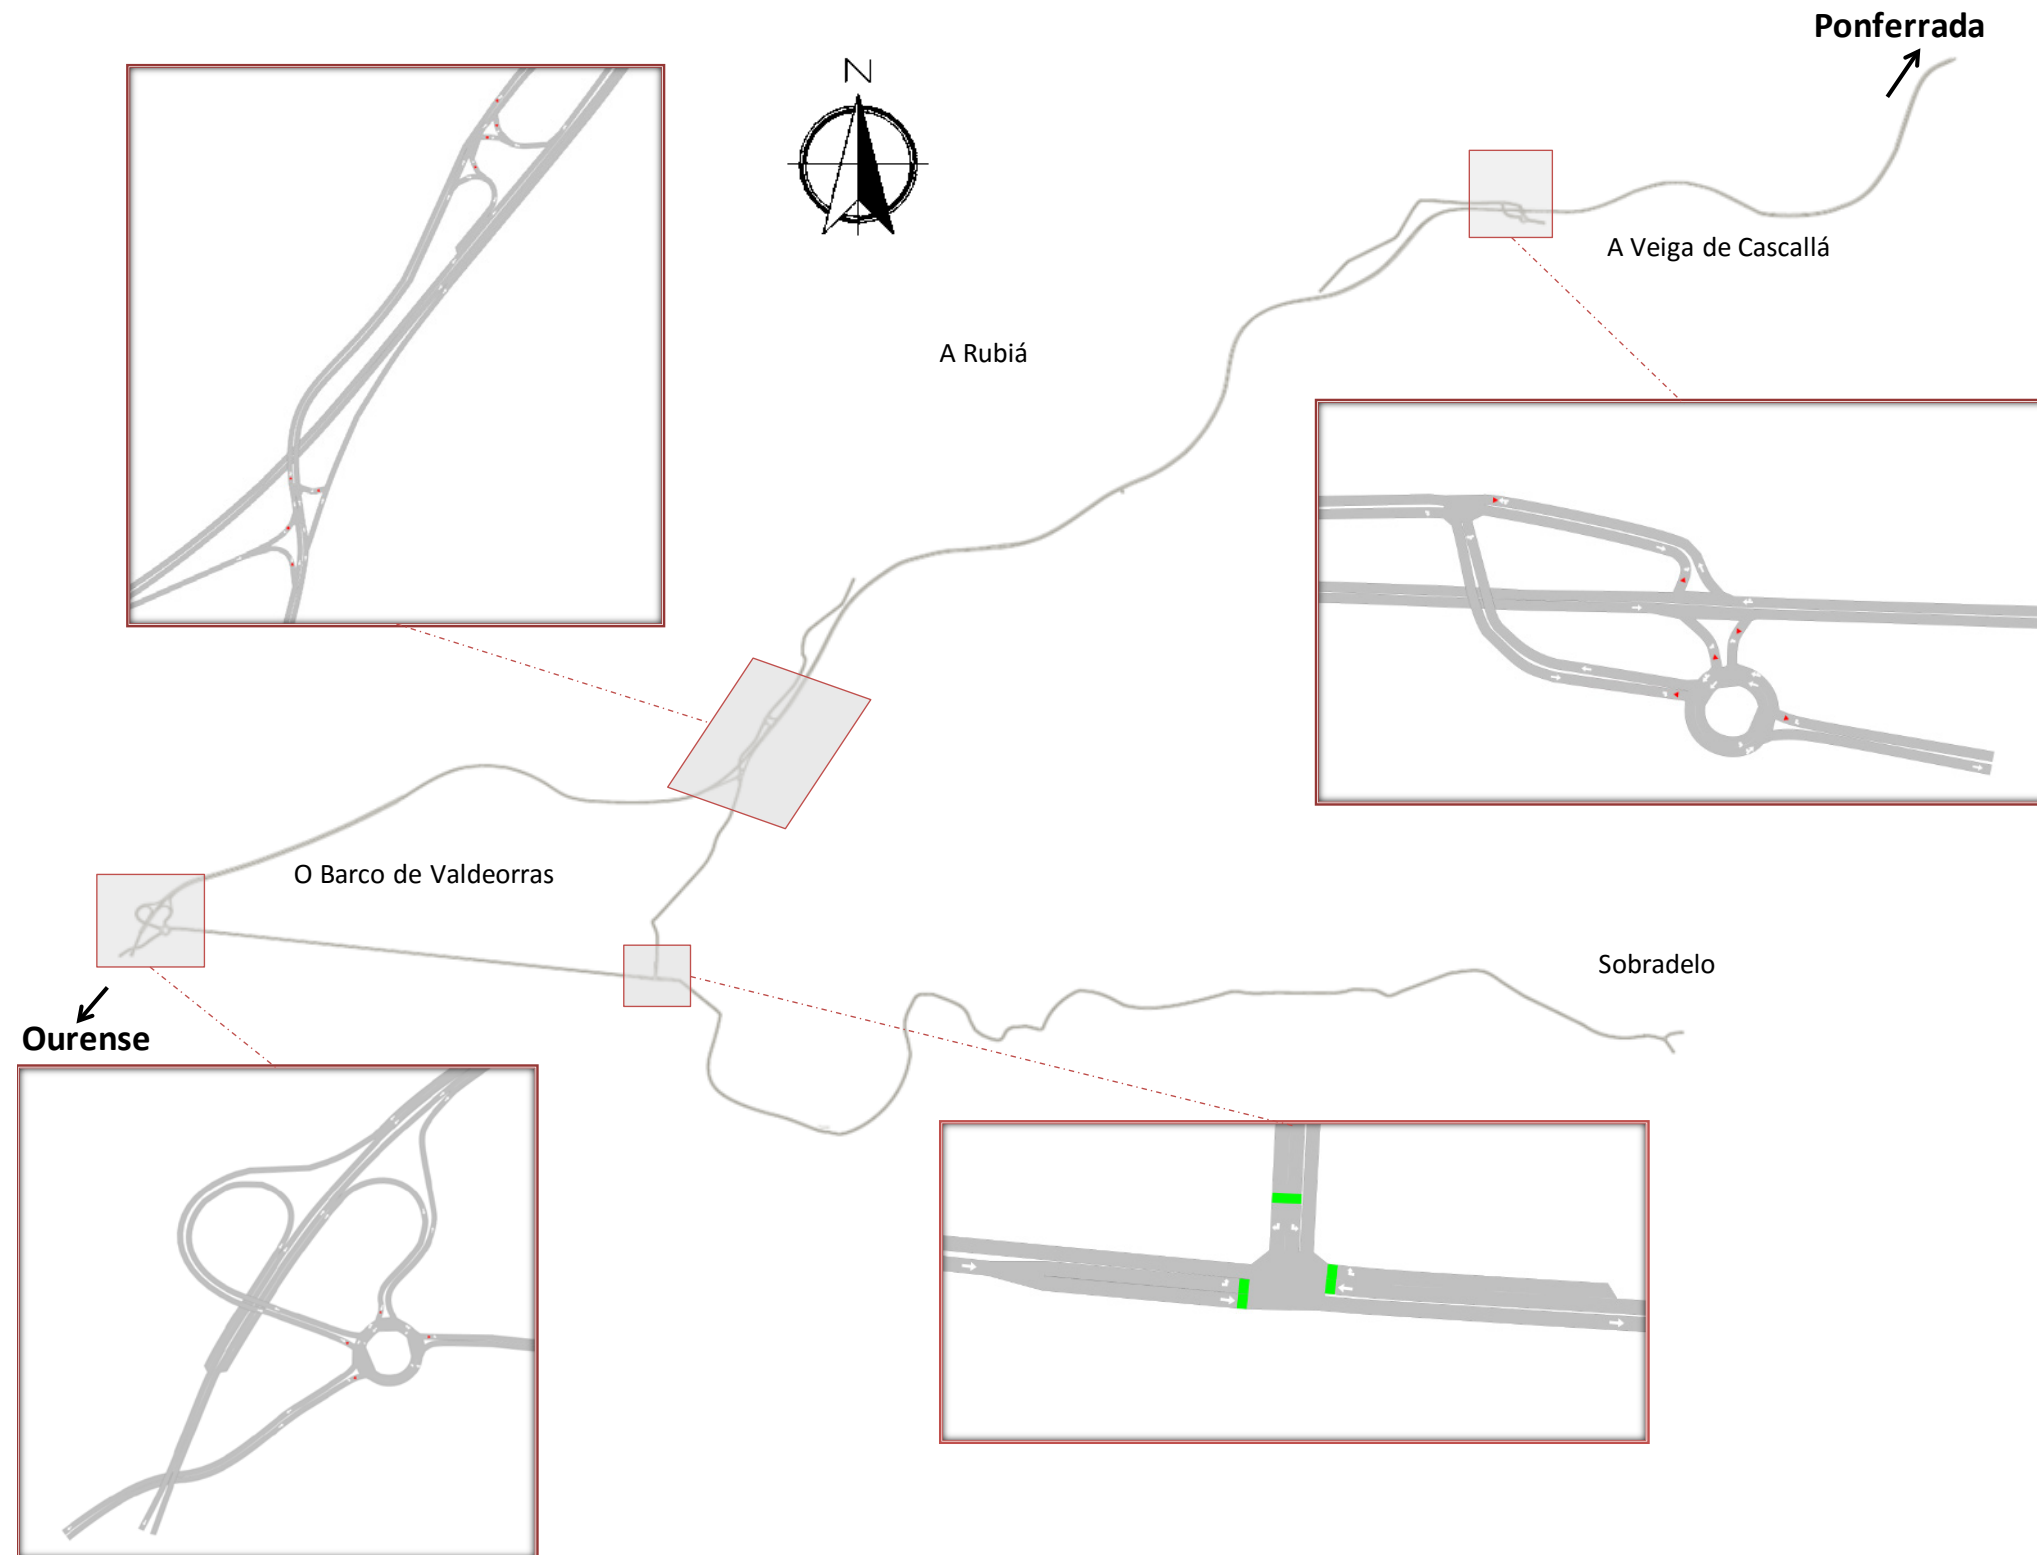 Ponferrada
N
A Veiga de Cascallá
A Rubiá
O Barco de Valdeorras
Sobradelo
Ourense